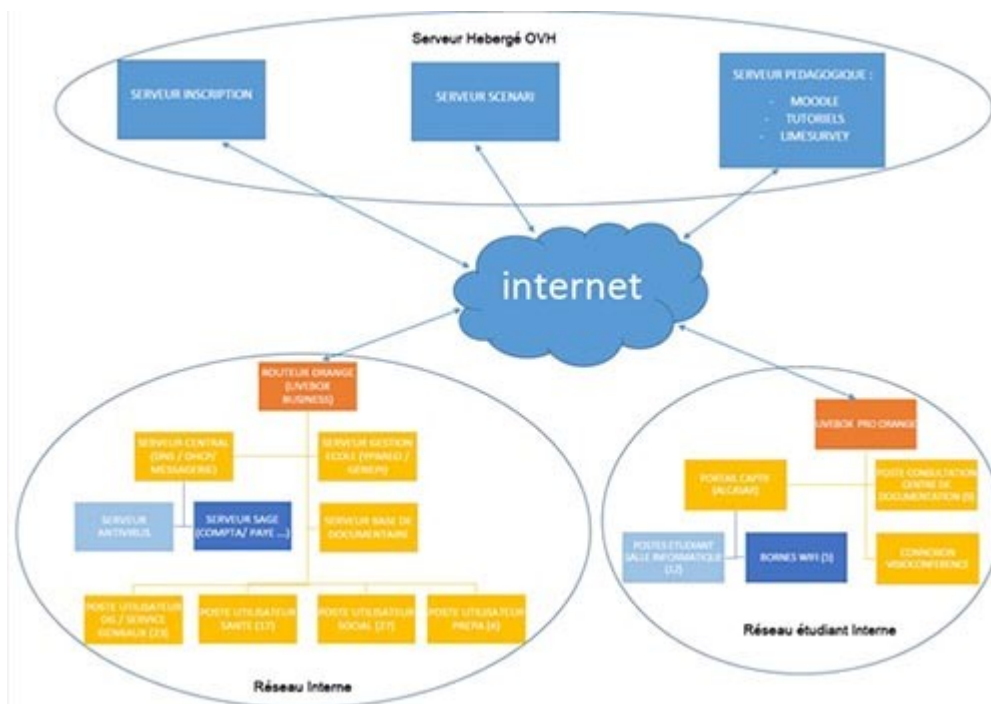 Serveur Hebergé OVH
SERVEUR INSCRIPTION
SERVEUR SCENARI
SERVEUR PEDAGOGIQUE :
- MOODLE
- TUTORIELS
- LIMESURVEY
internet
ROUTEUR ORANGE
(LIVEBOX
BUSINESS)
SERVEUR CENTRAL
(DNS / DHCP/
MESSAGERIE)
SERVEUR GESTION
ECOLE (YPAREO /
GEREPI)
SERVEUR
ANTIVIRUS
SERVEUR SAGE
(COMPTA/ PAYE ...)
SERVEUR BASE DE
DOCUMENTAIRE
POSTE UTILISATEUR
DG / SERVICE
(23)
POSTE UTILISATEUR
SANTE (17)
POSTE UTILISATEUR
SOCIAL (27)
POSTE UTILISATEUR
PREPA (4)
Réseau Interne
LIVEBOX PRO ORANGE
PORTAIL CAPTIF
(ALCASAR)
POSTE CONSULTATION
CENTRE DE
DOCUMENTATION
POSTES ETUDIANT
SALLE INFORMATIQUE
(12)
BORNES WIFI
VISIOCONFERENCE
Réseau étudiant Interne